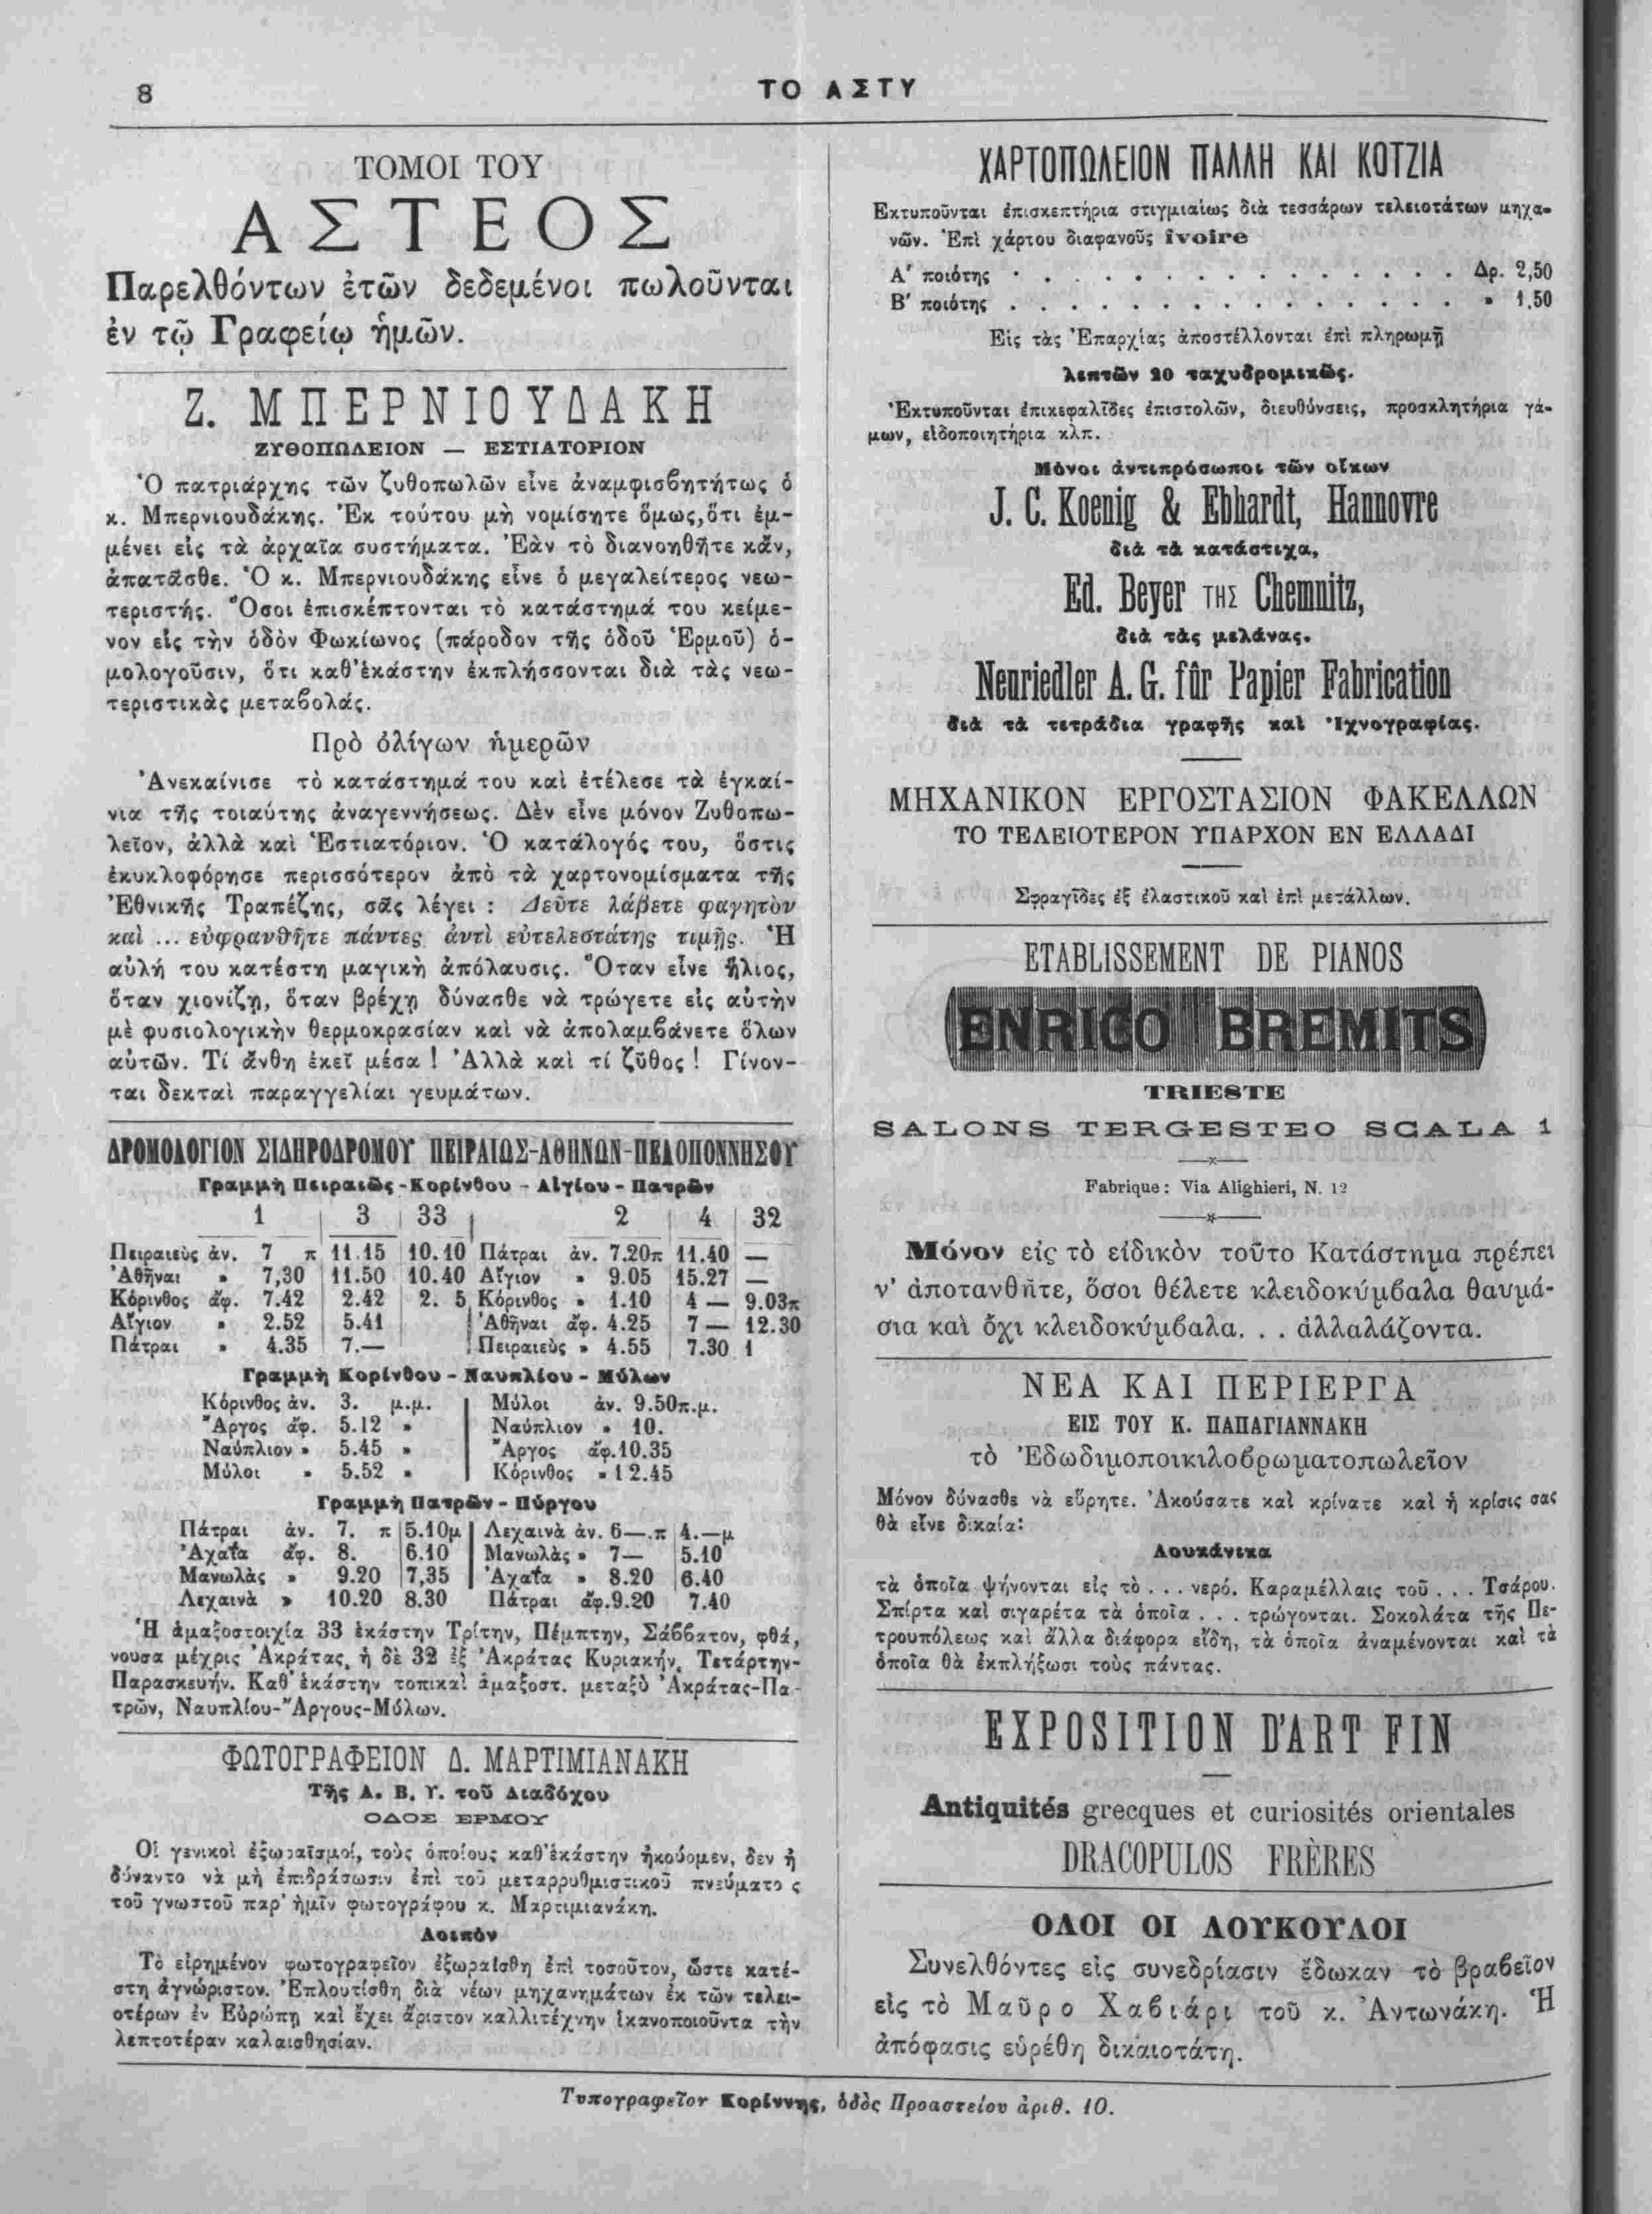 8
ΤΟ ΑΣΤΥ
ΤΟΜΟΙ ΤΟΥ
ΑΣΤΕΟΣ
Παρελθόντων ἐτῶν δεδεμένοι πωλοῦνται
ἐν τῷ Γραφείῳ ἡμῶν.
Ζ. ΜΠΕΡΝΙΟΥΔΑΚΗ
ΖΥΘΟΠΩΛΕΙΟΝ — ΕΣΤΙΑΤΟΡΙΟΝ
Ὁ πατριάρχης τῶν ζυθοπωλῶν εἶνε ἀναμφισβητήτως ὁ
κ. Μπερνιουδάκης. Ἐκ τούτου μὴ νομίσητε ὅμως, ὅτι ἐμ-
μένει εἰς τὰ ἀρχαῖα συστήματα. Ἐὰν τὸ διανοηθῆτε κἄν,
ἀπατᾶσθε. Ὁ κ. Μπερνιουδάκης εἶνε ὁ μεγαλείτερος νεω-
τεριστής. Ὅσοι ἐπισκέπτονται τὸ κατάστημά του κείμε-
νον εἰς τὴν ὁδὸν Φωκίωνος (πάροδον τῆς ὁδοῦ Ἑρμοῦ) ὁ-
μολογοῦσιν, ὅτι καθ' ἑκάστην ἐκπλήσσονται διὰ τὰς νεω-
τεριστικὰς μεταβολάς.
Πρὸ ὀλίγων ἡμερῶν
Ἀνεκαίνισε τὸ κατάστημά του καὶ ἐτέλεσε τὰ ἐγκαί-
νια τῆς τοιαύτης ἀναγεννήσεως. Δὲν εἶνε μόνον Ζυθοπω-
λεῖον, ἀλλὰ καὶ Ἑστιατόριον. Ὁ κατάλογός του, ὅστις
ἐκυκλοφόρησε περισσότερον ἀπὸ τὰ χαρτονομίσματα τῆς
Ἐθνικῆς Τραπέζης, σᾶς λέγει : Δεῦτε λάβετε φαγητὸν
καὶ ... εὐφρανθῆτε πάντες ἀντὶ εὐτελεστάτης τιμῆς. Ἡ
αὐλή του κατέστη μαγικὴ ἀπόλαυσις. Ὅταν εἶνε ἥλιος,
ὅταν χιονίζῃ, ὅταν βρέχῃ δύνασθε νὰ τρώγετε εἰς αὐτὴν
μὲ φυσιολογικὴν θερμοκρασίαν καὶ νὰ ἀπολαμβάνετε ὅλων
αὐτῶν. Τί ἄνθη ἐκεῖ μέσα ! Ἀλλὰ καὶ τί ζῦθος ! Γίνον-
ται δεκταὶ παραγγελίαι γευμάτων.
ΔΡΟΜΟΛΟΓΙΟΝ ΣΙΔΗΡΟΔΡΟΜΟΥ ΠΕΙΡΑΙΩΣ-ΑΘΗΝΩΝ-ΠΕΛΟΠΟΝΝΗΣΟΥ
Γραμμὴ Πειραιῶς - Κορίνθου - Αἰγίου - Πατρῶν
1 3 33 2 4 32
Πειραιεὺς ἀν. 7 π 11.15 10.10 Πάτραι ἀν. 7.20π 11.40 —
Ἀθῆναι » 7,30 11.50 10.40 Αἴγιον » 9.05 15.27 —
Κόρινθος ἀφ. 7.42 2.42 2. 5 Κόρινθος » 1.10 4 — 9.03π
Αἴγιον » 2.52 5.41 Ἀθῆναι ἀφ. 4.25 7 — 12.30
Πάτραι » 4.35 7.— Πειραιεὺς » 4.55 7.30 1
Γραμμὴ Κορίνθου - Ναυπλίου - Μύλων
Κόρινθος ἀν. 3. μ.μ. Μύλοι ἀν. 9.50π.μ.
Ἄργος ἀφ. 5.12 » Ναύπλιον » 10.
Ναύπλιον » 5.45 » Ἄργος ἀφ. 10.35
Μύλοι » 5.52 » Κόρινθος » 12.45
Γραμμὴ Πατρῶν - Πύργου
Πάτραι ἀν. 7. π 5.10μ Λεχαινὰ ἀν. 6—.π 4.—μ
Ἀχαΐα ἀφ. 8. 6.10 Μανωλὰς » 7— 5.10
Μανωλὰς » 9.20 7,35 Ἀχαΐα » 8.20 6.40
Λεχαινὰ » 10.20 8.30 Πάτραι ἀφ. 9.20 7.40
Ἡ ἁμαξοστοιχία 33 ἑκάστην Τρίτην, Πέμπτην, Σάββατον, φθά,
νουσα μέχρις Ἀκράτας, ἡ δὲ 32 ἐξ Ἀκράτας Κυριακήν, Τετάρτην-
Παρασκευήν. Καθ' ἑκάστην τοπικαὶ ἁμαξοστ. μεταξὺ Ἀκράτας-Πα-
τρῶν, Ναυπλίου-Ἄργους-Μύλων.
ΦΩΤΟΓΡΑΦΕΙΟΝ Δ. ΜΑΡΤΙΜΙΑΝΑΚΗ
Τῆς Α. Β. Υ. τοῦ Διαδόχου
ΟΔΟΣ ΕΡΜΟΥ
Οἱ γενικοὶ ἐξωραϊσμοί, τοὺς ὁποίους καθ' ἑκάστην ἠκούομεν, δεν ἠ
δύναντο νὰ μὴ ἐπιδράσωσιν ἐπὶ τοῦ μεταρρυθμιστικοῦ πνεύματο ς
τοῦ γνωστοῦ παρ' ἡμῖν φωτογράφου κ. Μαρτιμιανάκη.
Λοιπὸν
Τὸ εἰρημένον φωτογραφεῖον ἐξωραίσθη ἐπὶ τοσοῦτον, ὥστε κατέ-
στη ἀγνώριστον. Ἐπλουτίσθη διὰ νέων μηχανημάτων ἐκ τῶν τελει-
οτέρων ἐν Εὐρώπῃ καὶ ἔχει ἄριστον καλλιτέχνην ἱκανοποιοῦντα τὴν
λεπτοτέραν καλαισθησίαν.
ΧΑΡΤΟΠΩΛΕΙΟΝ ΠΑΛΛΗ ΚΑΙ ΚΟΤΖΙΑ
Εκτυποῦνται ἐπισκεπτήρια στιγμιαίως διὰ τεσσάρων τελειοτάτων μηχα-
νῶν. Ἐπὶ χάρτου διαφανοῦς ivoire
Α' ποιότης . . . . . . . . . . . . . . . Δρ. 2,50
Β' ποιότης . . . . . . . . . . . . . . . » 1,50
Εἰς τὰς Ἐπαρχίας ἀποστέλλονται ἐπὶ πληρωμῇ
λεπτῶν 20 ταχυδρομικῶς.
Ἐκτυποῦνται ἐπικεφαλῖδες ἐπιστολῶν, διευθύνσεις, προσκλητήρια γά-
μων, εἰδοποιητήρια κλπ.
Μόνοι ἀντιπρόσωποι τῶν οἴκων
J. C. Koenig & Ebhardt, Hannovre
διὰ τὰ κατάστιχα,
Ed. Beyer ΤΗΣ Chemnitz,
διὰ τὰς μελάνας.
Neuriedler A. G. fûr Papier Fabrication
διὰ τὰ τετράδια γραφῆς καὶ Ἰχνογραφίας.
ΜΗΧΑΝΙΚΟΝ ΕΡΓΟΣΤΑΣΙΟΝ ΦΑΚΕΛΛΩΝ
ΤΟ ΤΕΛΕΙΟΤΕΡΟΝ ΥΠΑΡΧΟΝ ΕΝ ΕΛΛΑΔΙ
Σφραγῖδες ἐξ ἐλαστικοῦ καὶ ἐπὶ μετάλλων.
ETABLISSEMENT DE PIANOS
ENRICO BREMITS
TRIESTE
SALONS TERGESTEO SCALA 1
Fabrique : Via Alighieri, N. 12
Μόνον εἰς τὸ εἰδικὸν τοῦτο Κατάστημα πρέπει
ν' ἀποτανθῆτε, ὅσοι θέλετε κλειδοκύμβαλα θαυμά-
σια καὶ ὄχι κλειδοκύμβαλα. . . ἀλλαλάζοντα.
ΝΕΑ ΚΑΙ ΠΕΡΙΕΡΓΑ
ΕΙΣ ΤΟΥ Κ. ΠΑΠΑΓΙΑΝΝΑΚΗ
τὸ Ἐδωδιμοποικιλοβρωματοπωλεῖον
Μόνον δύνασθε νὰ εὕρητε. Ἀκούσατε καὶ κρίνατε καὶ ἡ κρίσις σας
θὰ εἶνε δικαία:
Λουκάνικα
τὰ ὁποῖα ψήνονται εἰς τὸ . . . νερό. Καραμέλλαις τοῦ . . . Τσάρου.
Σπίρτα καὶ σιγαρέτα τὰ ὁποῖα . . . τρώγονται. Σοκολάτα τῆς Πε-
τρουπόλεως καὶ ἄλλα διάφορα εἴδη, τὰ ὁποῖα ἀναμένονται καὶ τὰ
ὁποῖα θὰ ἐκπλήξωσι τοὺς πάντας.
EXPOSITION D'ART FIN
Antiquités grecques et curiosités orientales
DRACOPULOS FRÈRES
ΟΛΟΙ ΟΙ ΛΟΥΚΟΥΛΟΙ
Συνελθόντες εἰς συνεδρίασιν ἔδωκαν τὸ βραβεῖον
εἰς τὸ Μαῦρο Χαβιάρι τοῦ κ. Ἀντωνάκη. Ἡ
ἀπόφασις εὑρέθη δικαιοτάτη.
Τυπογραφεῖον Κορίννης, ὁδὸς Προαστείου ἀριθ. 10.